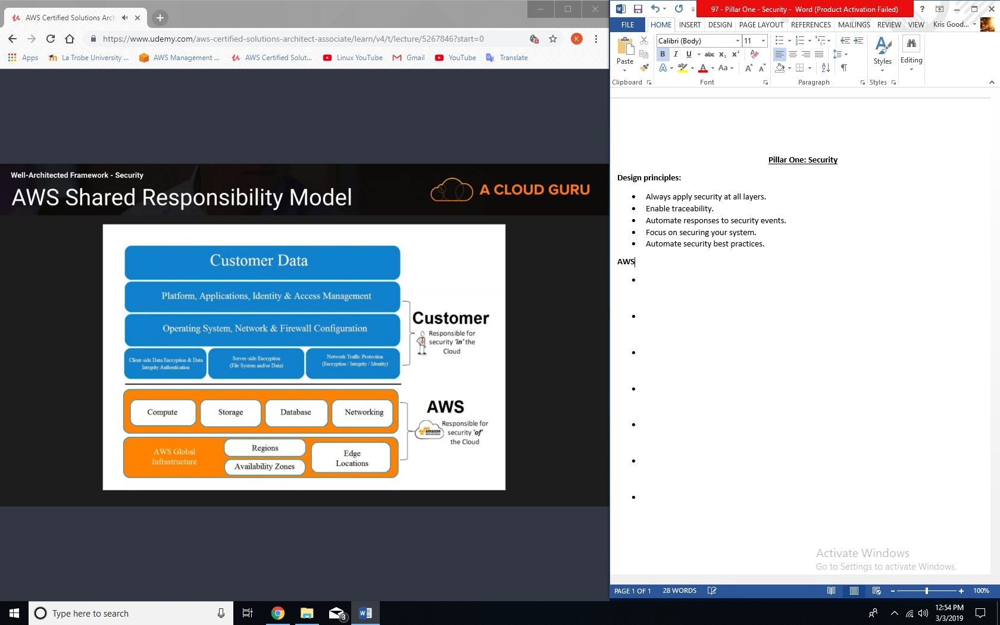 AWS Certified Solutions Arch
https://www.udemy.com/aws-certified-solutions-architect-associate/learn/v4/t/lecture/5267846?start=0
K
Apps
La Trobe University ...
AWS Management ...
AWS Certified Solut...
Linux YouTube
Gmail
YouTube
Translate
Well-Architected Framework - Security
AWS Shared Responsibility Model
A CLOUD GURU
Customer Data
Platform, Applications, Identity & Access Management
Operating System, Network & Firewall Configuration
Client-side Data Encryption & Data
Integrity Authentication
Server-side Encryption
(File System and/or Data)
Network Traffic Protection
(Encryption / Integrity / Identity)
Customer
Responsible for
security 'in' the
Cloud
Compute
Storage
Database
Networking
AWS Global
Infrastructure
Regions
Availability Zones
Edge
Locations
AWS
amazon
web services
Responsible for
security 'of'
the Cloud
97 - Pillar One - Security - Word (Product Activation Failed)
FILE
HOME
INSERT
DESIGN
PAGE LAYOUT
REFERENCES
MAILINGS
REVIEW
VIEW
Kris Good...
Paste
Clipboard
Calibri (Body)
11
B I U abc x₂ x²
A aby A Aa A A
Font
Paragraph
Styles
Styles
Editing
Pillar One: Security
Design principles:
• Always apply security at all layers.
• Enable traceability.
• Automate responses to security events.
• Focus on securing your system.
• Automate security best practices.
AWS
Activate Windows
Go to Settings to activate Windows.
PAGE 1 OF 1
28 WORDS
100%
Type here to search
3
12:54 PM
3/3/2019